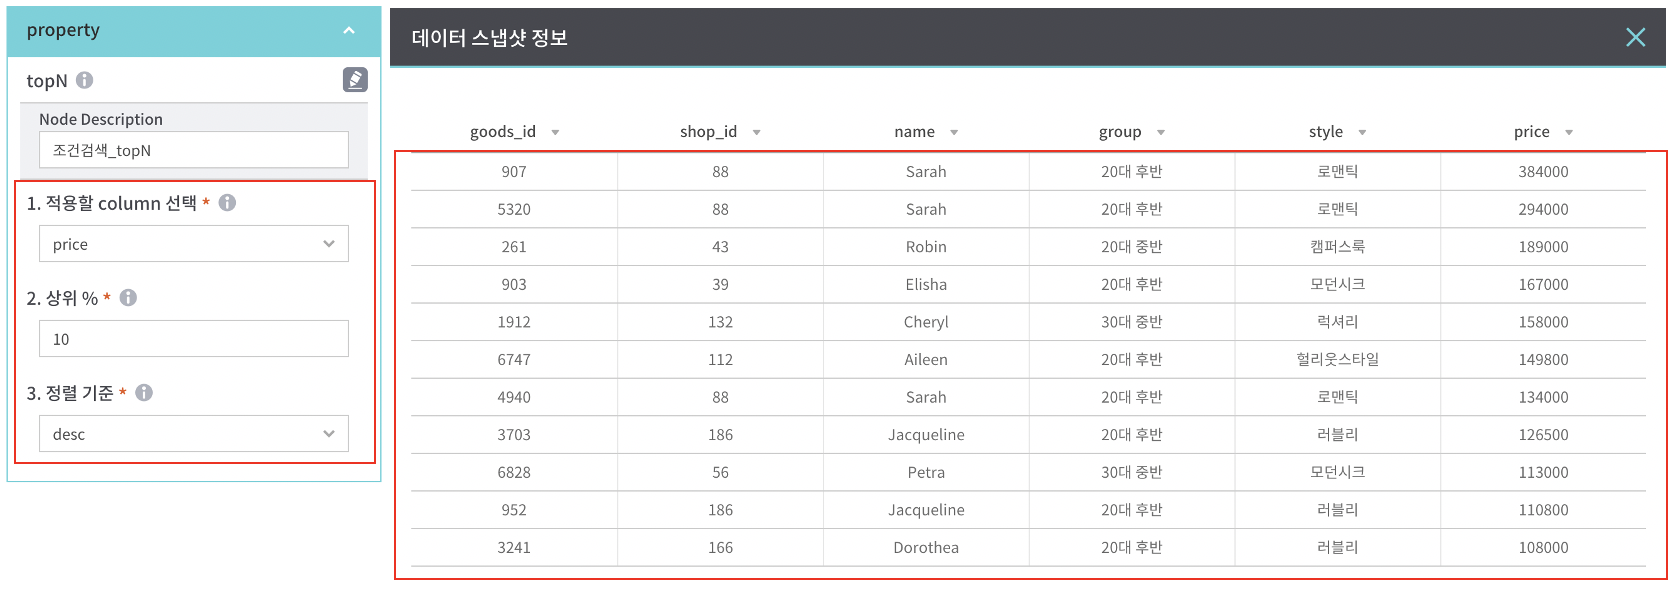 property
topN
Node Description
조건검색_topN
1. 적용할 column 선택 *
price
2. 상위 % *
10
3. 정렬 기준 *
desc
데이터 스냅샷 정보
goods_id shop_id name group style price
907 88 Sarah 20대 후반 로맨틱 384000
5320 88 Sarah 20대 후반 로맨틱 294000
261 43 Robin 20대 중반 캠퍼스룩 189000
903 39 Elisha 20대 후반 모던시크 167000
1912 132 Cheryl 30대 중반 럭셔리 158000
6747 112 Aileen 20대 후반 헐리웃스타일 149800
4940 88 Sarah 20대 후반 로맨틱 134000
3703 186 Jacqueline 20대 후반 러블리 126500
6828 56 Petra 30대 중반 모던시크 113000
952 186 Jacqueline 20대 후반 러블리 110800
3241 166 Dorothea 20대 후반 러블리 108000